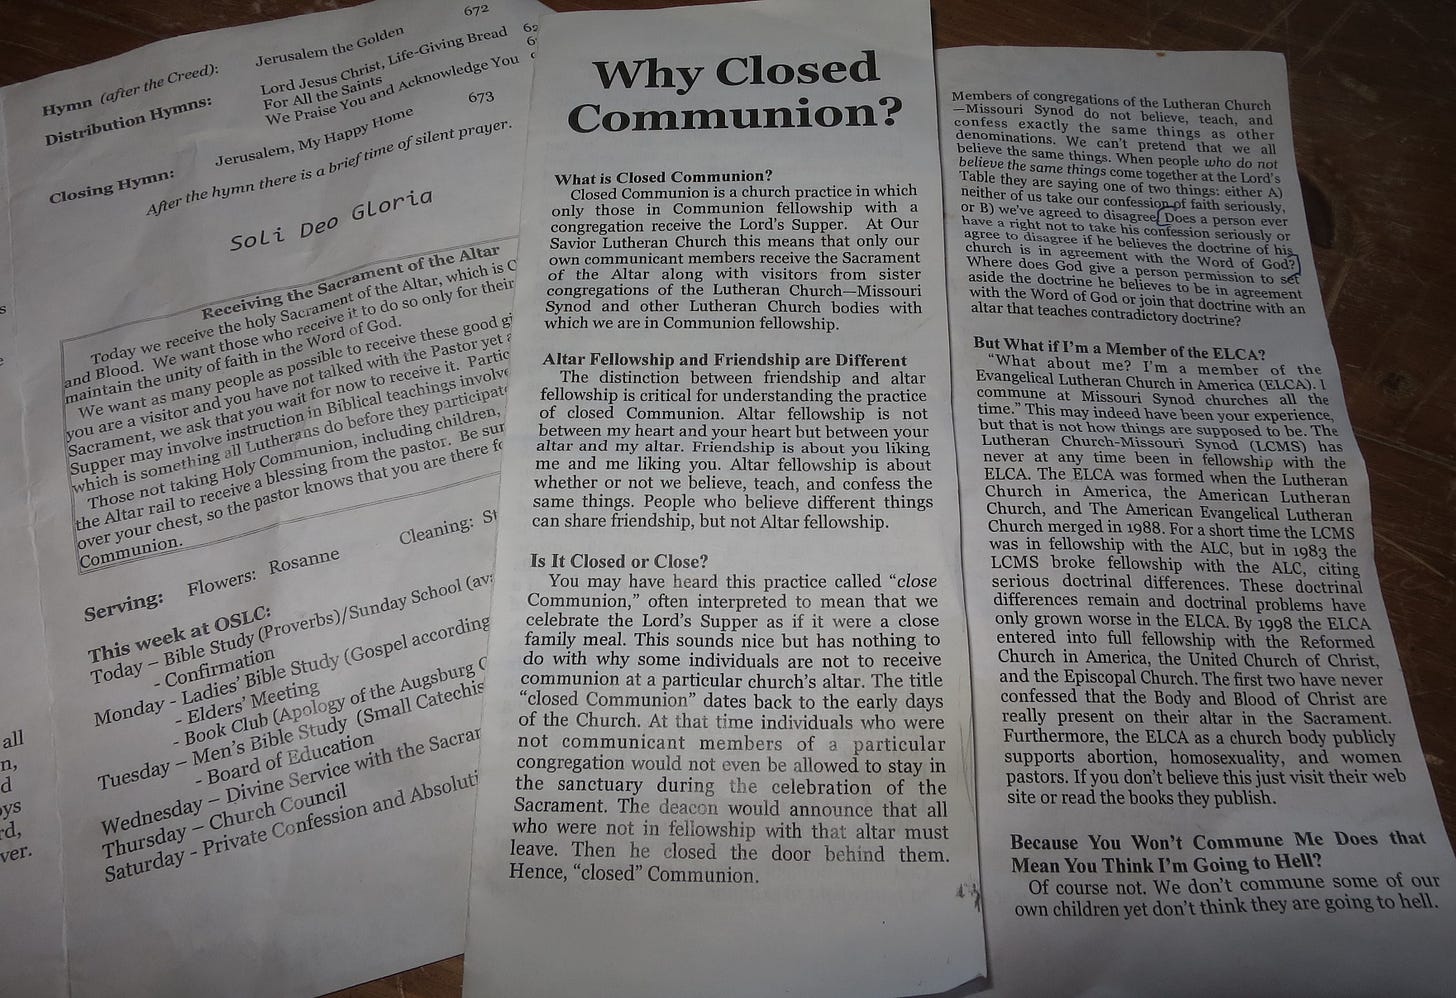 s
e
all
n,
d
oys
rd,
ver.
672
Hymn (after the Creed): Jerusalem the Golden
Distribution Hymns: Lord Jesus Christ, Life-Giving Bread
For All the Saints
We Praise You and Acknowledge You
673
Closing Hymn: Jerusalem, My Happy Home
After the hymn there is a brief time of silent prayer.
Soli Deo Gloria
Receiving the Sacrament of the Altar
Today we receive the holy Sacrament of the Altar, which is C
and Blood. We want those who receive it to do so only for their
maintain the unity of faith in the Word of God.
We want as many people as possible to receive these good gi
you are a visitor and you have not talked with the Pastor yet a
Sacrament, we ask that you wait for now to receive it. Partic
Supper may involve instruction in Biblical teachings involve
which is something all Lutherans do before they participate
Those not taking Holy Communion, including children,
the Altar rail to receive a blessing from the pastor. Be sur
over your chest, so the pastor knows that you are there fo
Communion.
Serving: Flowers: Rosanne Cleaning: St
This week at OSLC:
Today – Bible Study (Proverbs)/Sunday School (av
- Confirmation
Monday - Ladies' Bible Study (Gospel according
- Elders' Meeting
- Book Club (Apology of the Augsburg C
Tuesday – Men's Bible Study (Small Catechis
- Board of Education
Wednesday – Divine Service with the Sacra
Thursday – Church Council
Saturday - Private Confession and Absoluti
Why Closed
Communion?
What is Closed Communion?
Closed Communion is a church practice in which
only those in Communion fellowship with a
congregation receive the Lord's Supper. At Our
Savior Lutheran Church this means that only our
own communicant members receive the Sacrament
of the Altar along with visitors from sister
congregations of the Lutheran Church—Missouri
Synod and other Lutheran Church bodies with
which we are in Communion fellowship.
Altar Fellowship and Friendship are Different
The distinction between friendship and altar
fellowship is critical for understanding the practice
of closed Communion. Altar fellowship is not
between my heart and your heart but between your
altar and my altar. Friendship is about you liking
me and me liking you. Altar fellowship is about
whether or not we believe, teach, and confess the
same things. People who believe different things
can share friendship, but not Altar fellowship.
Is It Closed or Close?
You may have heard this practice called "close
Communion," often interpreted to mean that we
celebrate the Lord's Supper as if it were a close
family meal. This sounds nice but has nothing to
do with why some individuals are not to receive
communion at a particular church's altar. The title
"closed Communion" dates back to the early days
of the Church. At that time individuals who were
not communicant members of a particular
congregation would not even be allowed to stay in
the sanctuary during the celebration of the
Sacrament. The deacon would announce that all
who were not in fellowship with that altar must
leave. Then he closed the door behind them.
Hence, "closed" Communion.
Members of congregations of the Lutheran Church
—Missouri Synod do not believe, teach, and
confess exactly the same things as other
denominations. We can't pretend that we all
believe the same things. When people who do not
believe the same things come together at the Lord's
Table they are saying one of two things: either A)
neither of us take our confession of faith seriously,
or B) we've agreed to disagree. Does a person ever
have a right not to take his confession seriously or
agree to disagree if he believes the doctrine of his
church is in agreement with the Word of God?
Where does God give a person permission to set
aside the doctrine he believes to be in agreement
with the Word of God or join that doctrine with an
altar that teaches contradictory doctrine?
But What if I'm a Member of the ELCA?
"What about me? I'm a member of the
Evangelical Lutheran Church in America (ELCA). I
commune at Missouri Synod churches all the
time." This may indeed have been your experience,
but that is not how things are supposed to be. The
Lutheran Church-Missouri Synod (LCMS) has
never at any time been in fellowship with the
ELCA. The ELCA was formed when the Lutheran
Church in America, the American Lutheran
Church, and The American Evangelical Lutheran
Church merged in 1988. For a short time the LCMS
was in fellowship with the ALC, but in 1983 the
LCMS broke fellowship with the ALC, citing
serious doctrinal differences. These doctrinal
differences remain and doctrinal problems have
only grown worse in the ELCA. By 1998 the ELCA
entered into full fellowship with the Reformed
Church in America, the United Church of Christ,
and the Episcopal Church. The first two have never
confessed that the Body and Blood of Christ are
really present on their altar in the Sacrament.
Furthermore, the ELCA as a church body publicly
supports abortion, homosexuality, and women
pastors. If you don't believe this just visit their web
site or read the books they publish.
Because You Won't Commune Me Does that
Mean You Think I'm Going to Hell?
Of course not. We don't commune some of our
own children yet don't think they are going to hell.